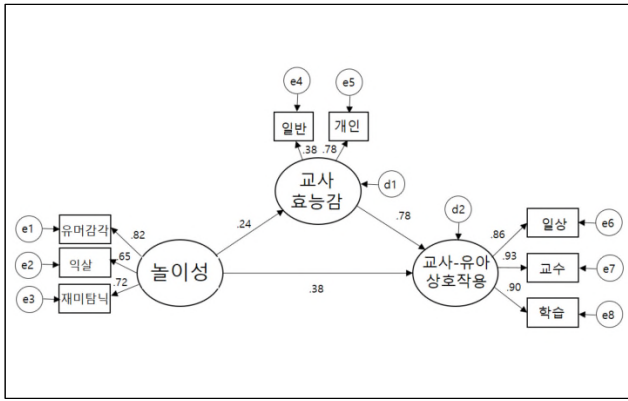 e4
e5
일반
개인
.38
.78
교사
효능감
d1
e1
유머감각
.82
.24
.78
d2
.86
일상
e6
e2
익살
.65
놀이성
교사-유아
상호작용
.93
교수
e7
e3
재미탐닉
.72
.38
.90
학습
e8